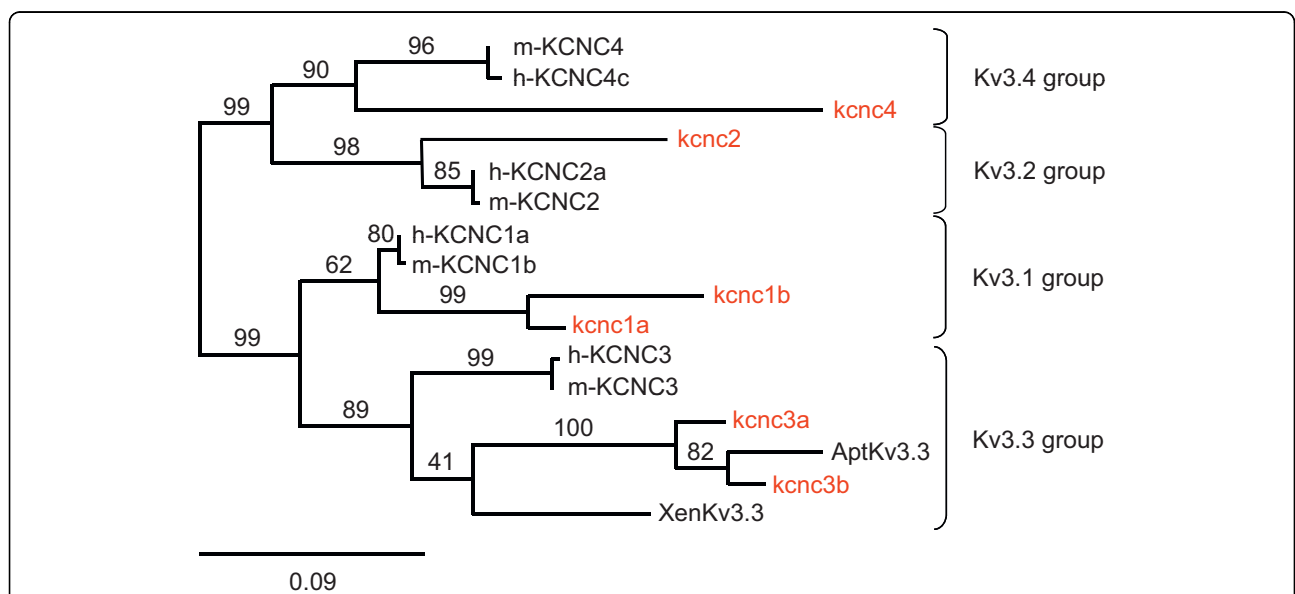 96
m-KCNC4
h-KCNC4c
90
Kv3.4 group
99
kcnc4
kcnc2
98
85
h-KCNC2a
m-KCNC2
Kv3.2 group
80
h-KCNC1a
m-KCNC1b
62
99
kcnc1b
kcnc1a
Kv3.1 group
99
99
h-KCNC3
m-KCNC3
89
kcnc3a
100
82
AptKv3.3
kcnc3b
41
XenKv3.3
Kv3.3 group
0.09